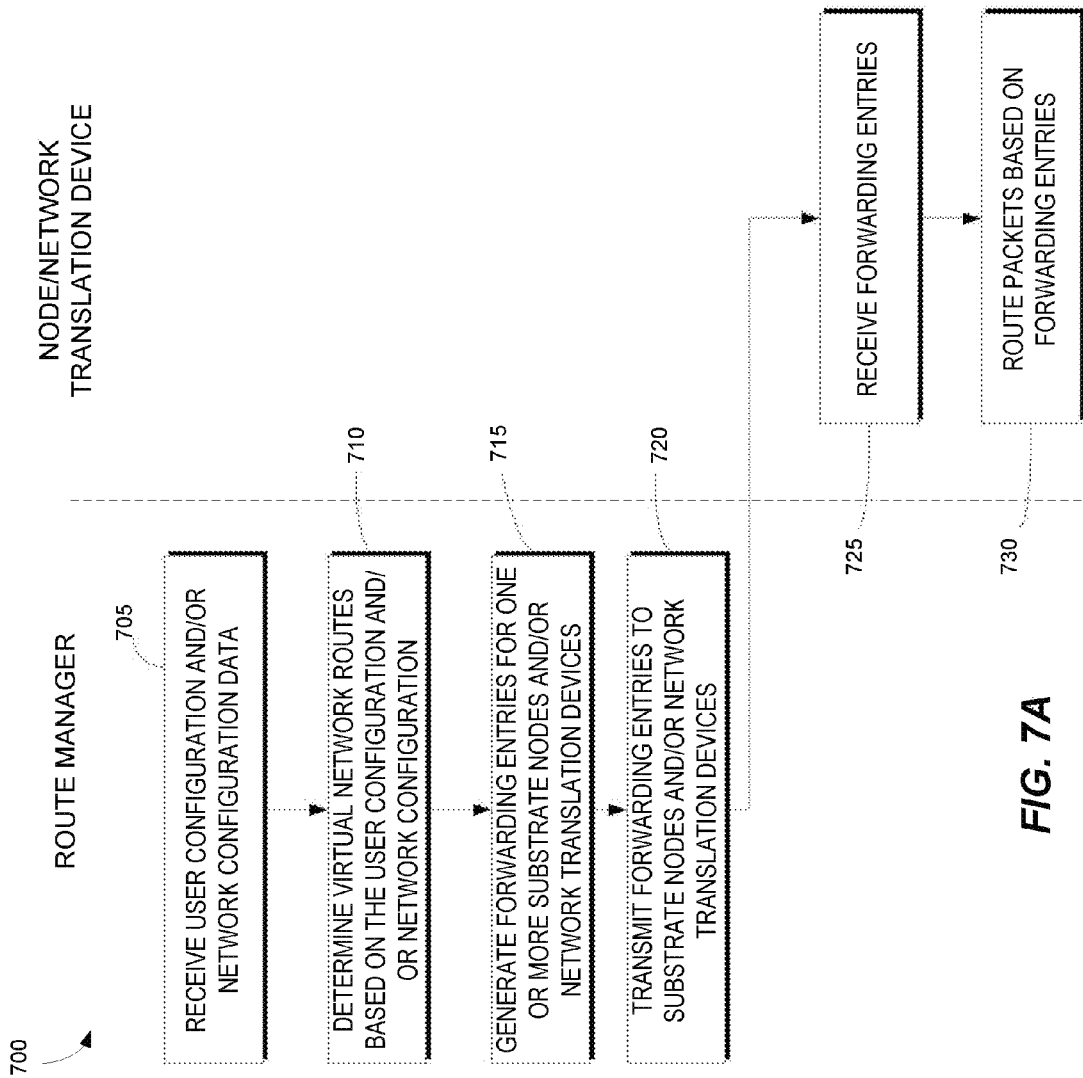 700
ROUTE MANAGER
NODE/NETWORK
TRANSLATION DEVICE
705
RECEIVE USER CONFIGURATION AND/OR
NETWORK CONFIGURATION DATA
710
DETERMINE VIRTUAL NETWORK ROUTES
BASED ON THE USER CONFIGURATION AND/
OR NETWORK CONFIGURATION
715
GENERATE FORWARDING ENTRIES FOR ONE
OR MORE SUBSTRATE NODES AND/OR
NETWORK TRANSLATION DEVICES
720
TRANSMIT FORWARDING ENTRIES TO
SUBSTRATE NODES AND/OR NETWORK
TRANSLATION DEVICES
725
RECEIVE FORWARDING ENTRIES
730
ROUTE PACKETS BASED ON
FORWARDING ENTRIES
FIG. 7A